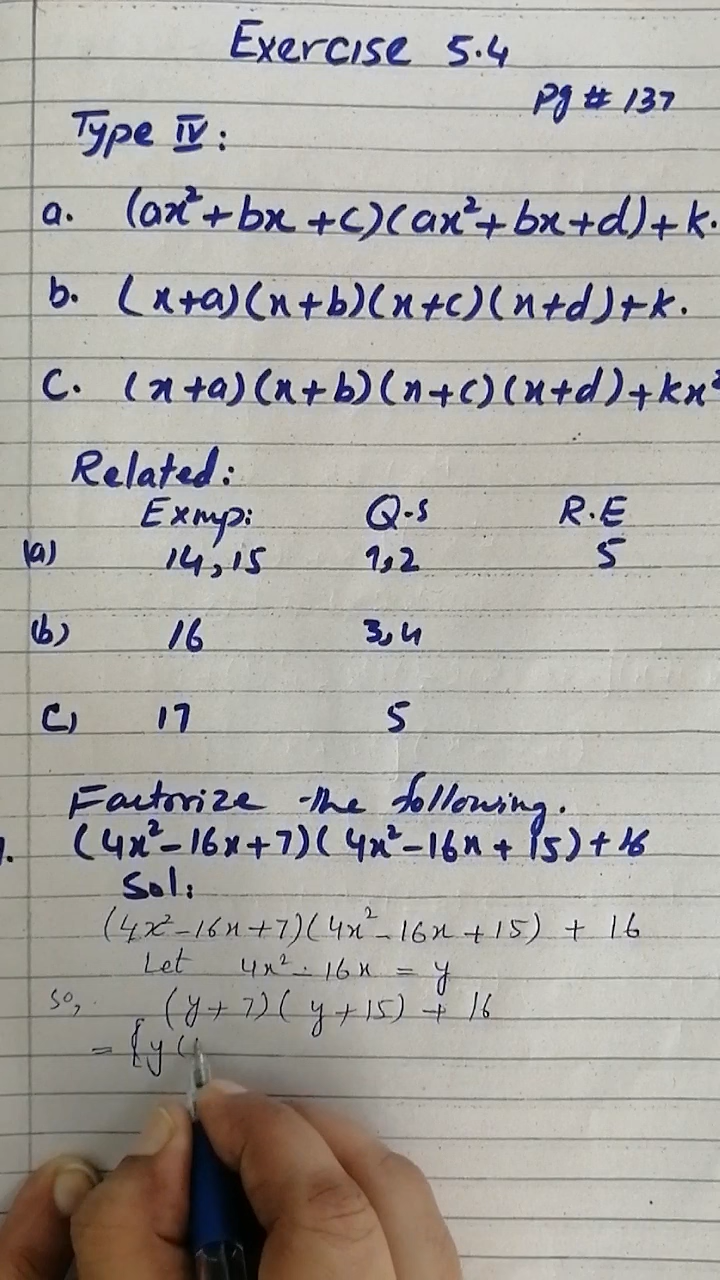 Exercise 5.4
Pg # 137
Type IV:
a. (ax²+bx+c)(ax²+bx+d)+k.
b. (x+a)(x+b)(x+c)(x+d)+k.
C. (x+a)(x+b)(x+c)(x+d)+kx²
Related:
Exmp: Q.s R.E
(a) 14,15 1,2 5
(b) 16 3,4
C) 17 5
Factorize the following.
1. (4x²-16x+7)(4x²-16x+15)+16
Sol:
(4x²-16x+7)(4x²-16x+15) + 16
Let 4x²-16x = y
so, (y+7)(y+15) + 16
= {y(